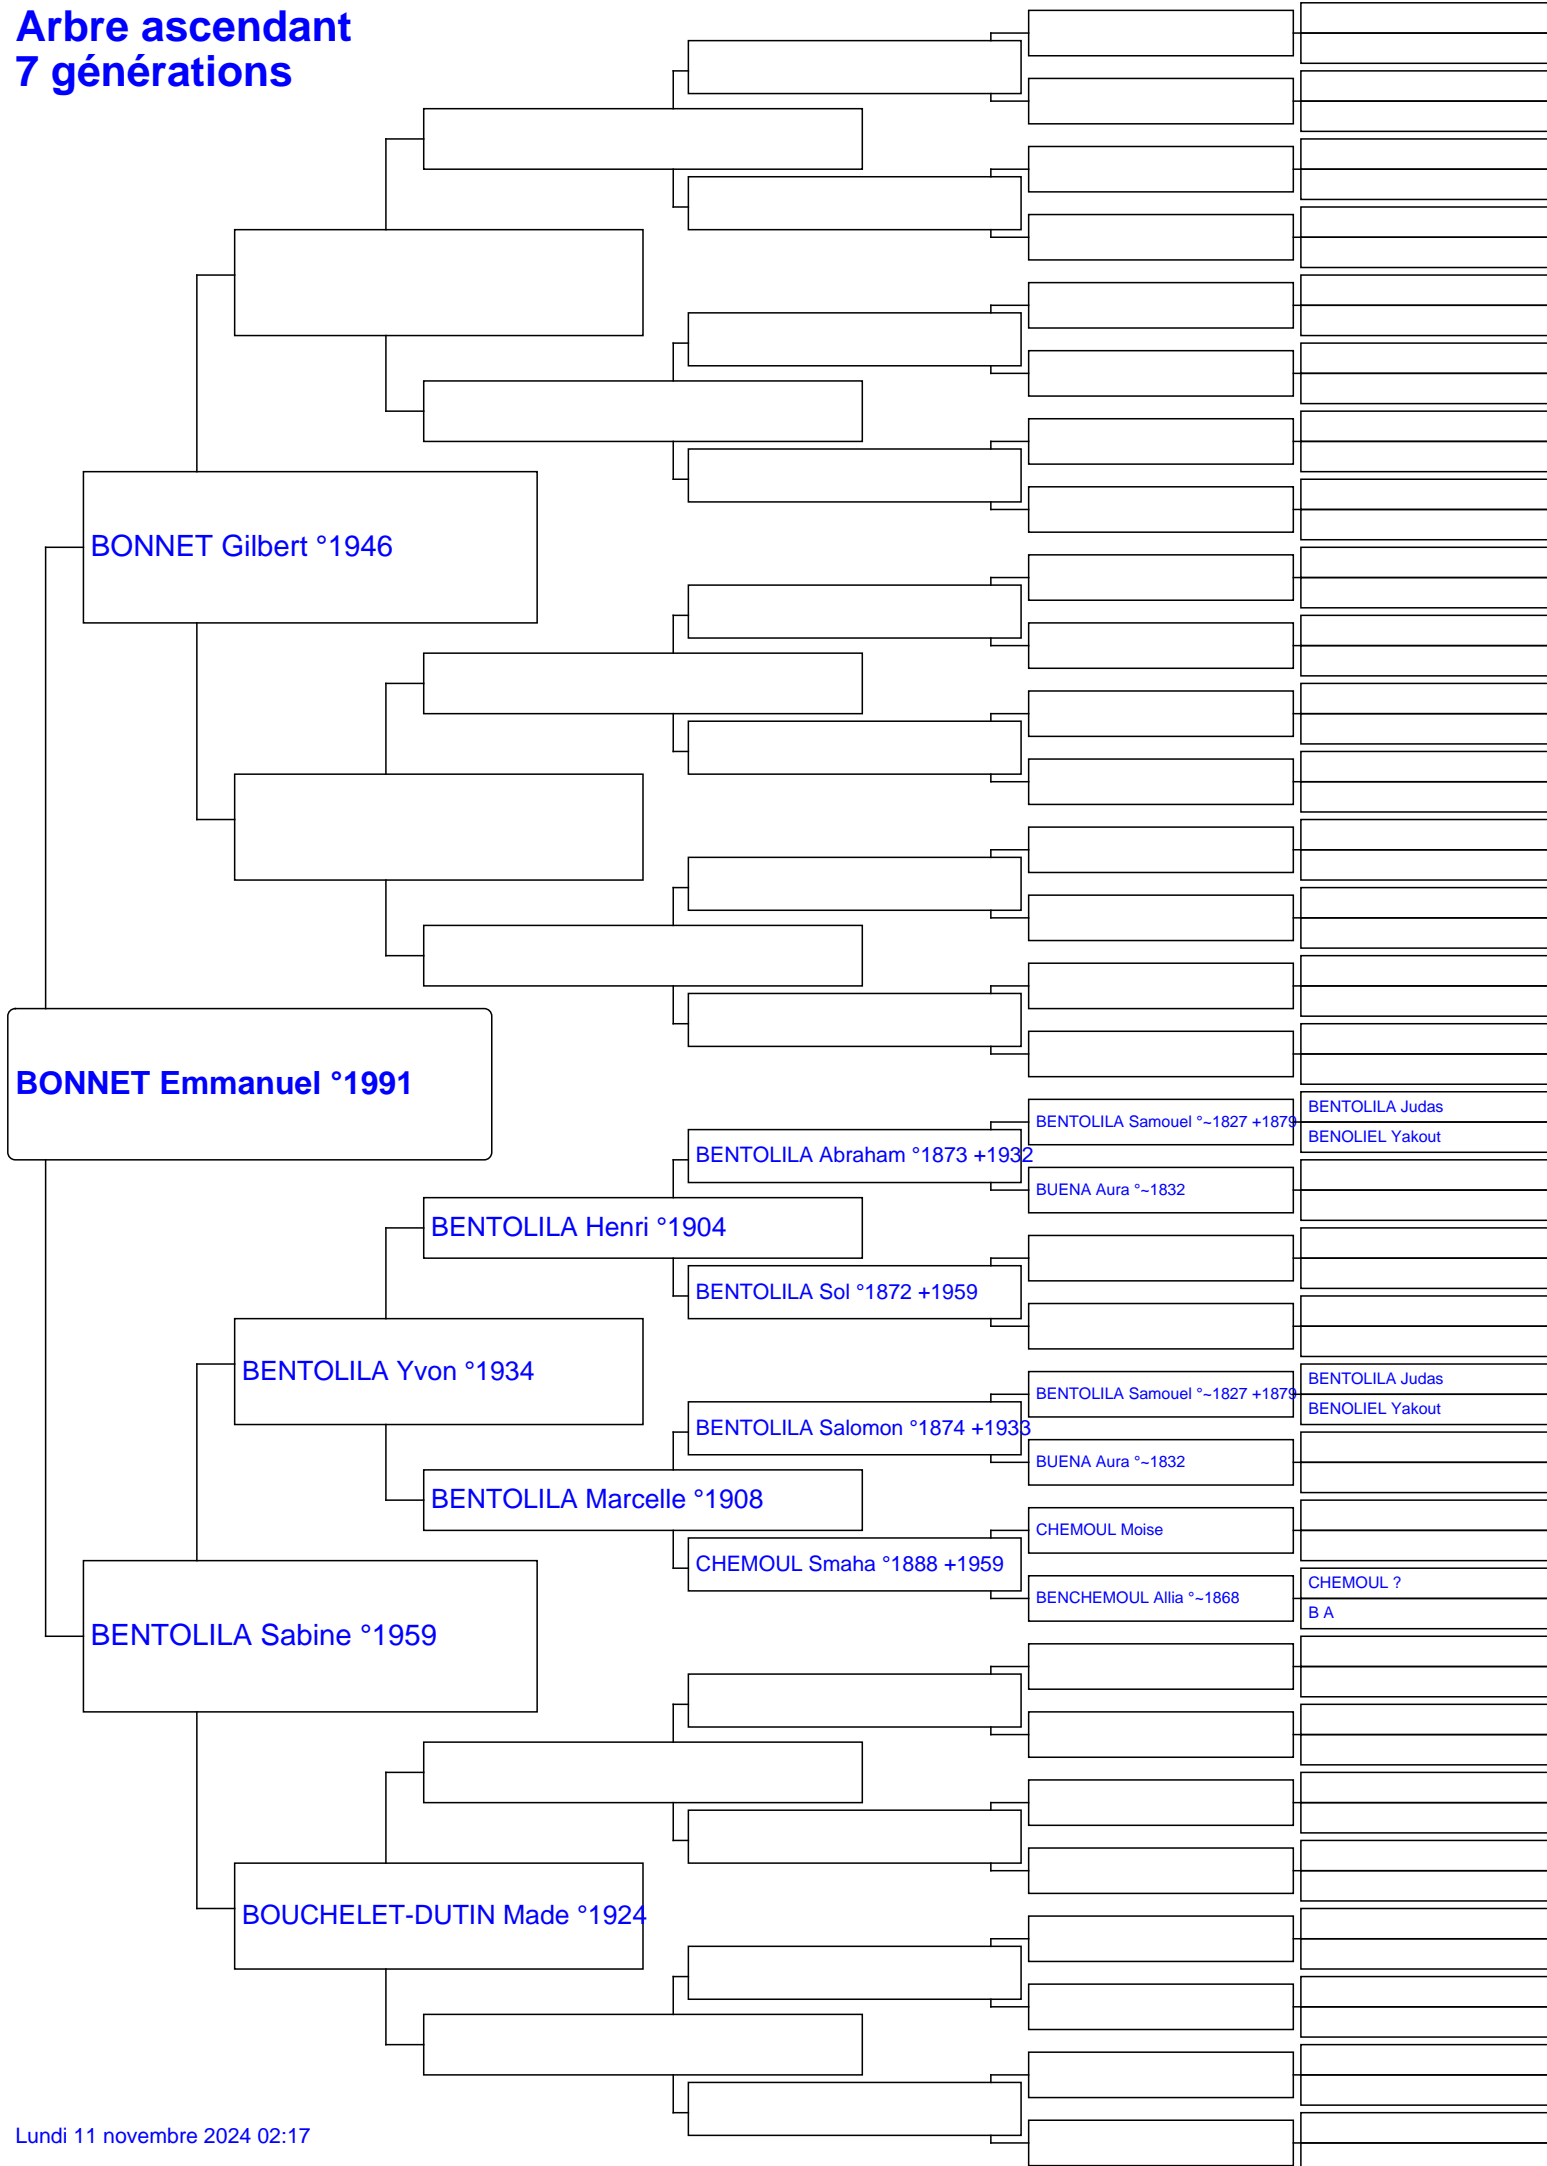 Arbre ascendant
7 générations
BONNET Gilbert °1946
BONNET Emmanuel °1991
BENTOLILA Samouel °~1827 +1879
BENTOLILA Judas
BENOLIEL Yakout
BENTOLILA Abraham °1873 +1932
BUENA Aura °~1832
BENTOLILA Henri °1904
BENTOLILA Sol °1872 +1959
BENTOLILA Yvon °1934
BENTOLILA Samouel °~1827 +1879
BENTOLILA Judas
BENOLIEL Yakout
BENTOLILA Salomon °1874 +1933
BUENA Aura °~1832
BENTOLILA Marcelle °1908
CHEMOUL Moise
CHEMOUL Smaha °1888 +1959
BENCHEMOUL Allia °~1868
CHEMOUL ?
B A
BENTOLILA Sabine °1959
BOUCHELET-DUTIN Made °1924
Lundi 11 novembre 2024 02:17